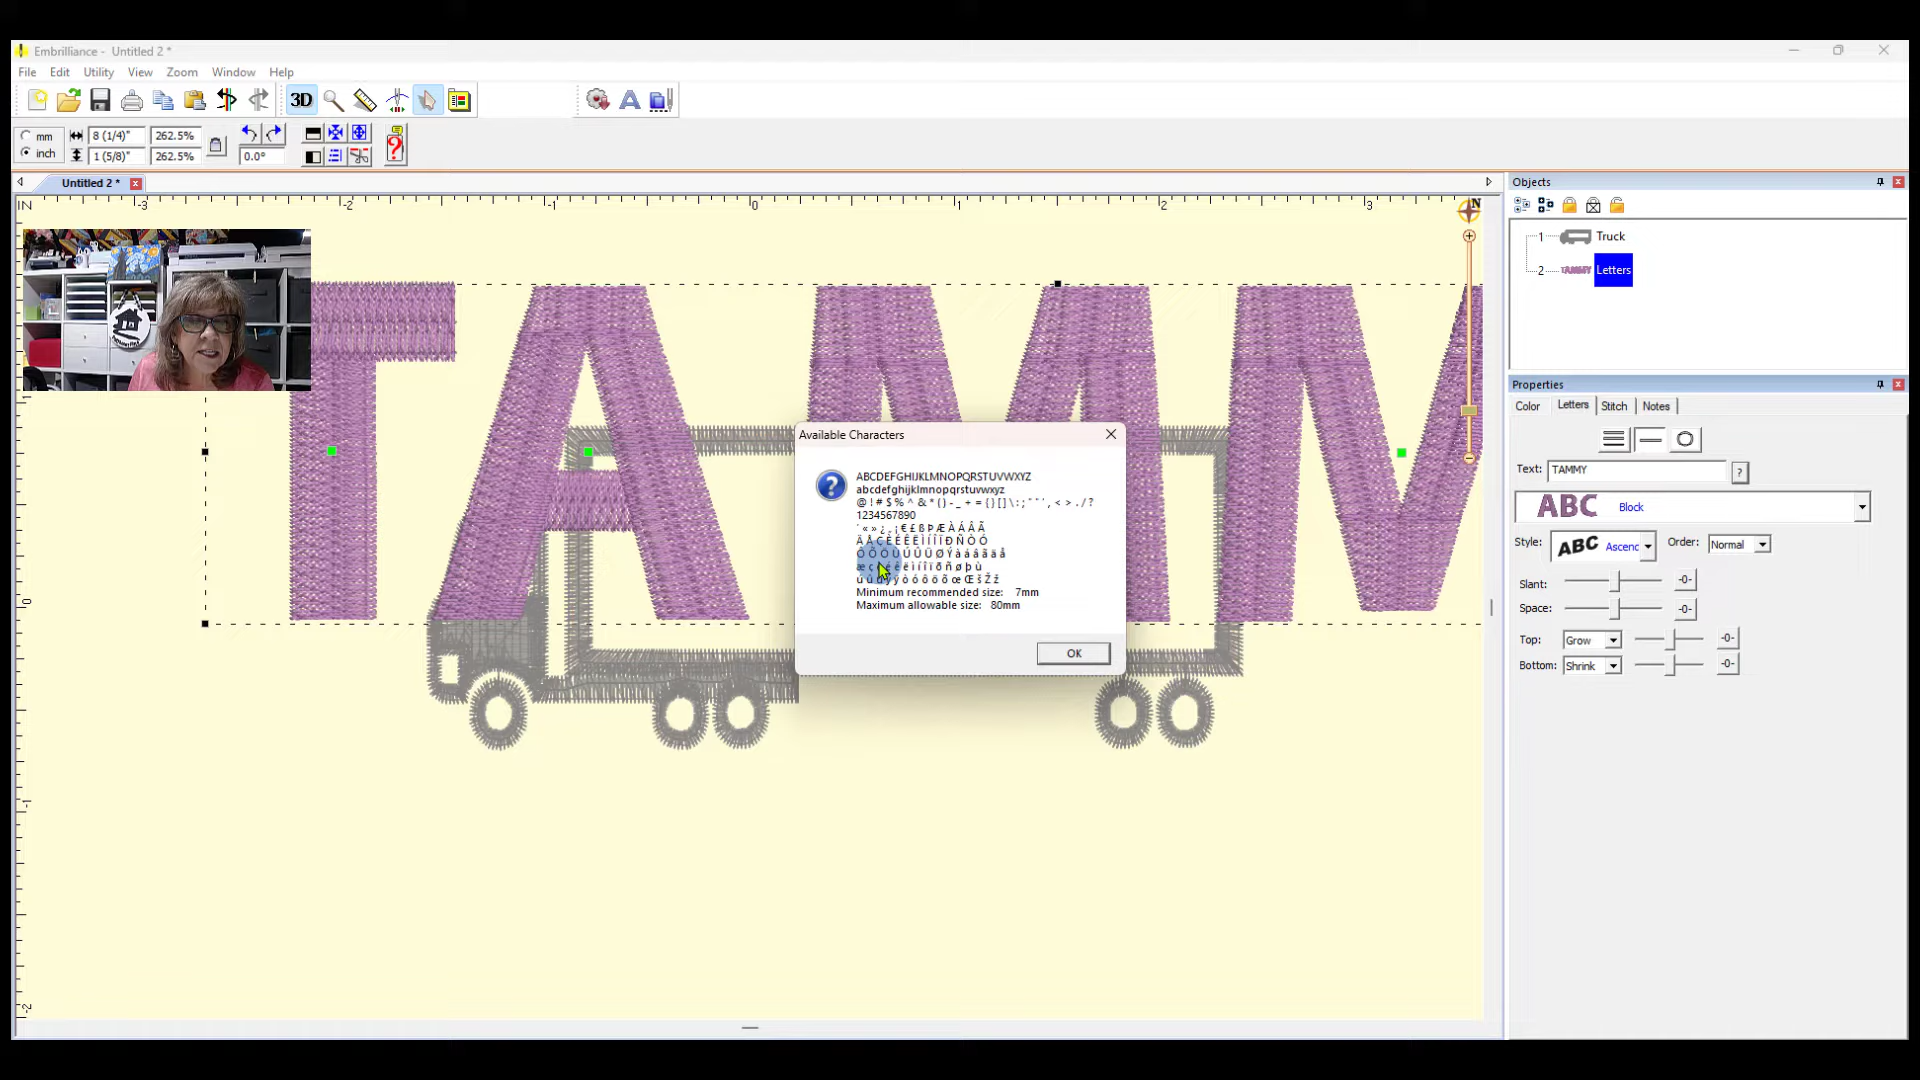 Embrilliance - Untitled 2 *
File Edit Utility View Zoom Window Help
3D
mm 8 (1/4)" 262.5%
inch 1 (5/8)" 262.5% 0.0°
Untitled 2 *
IN -3 -2 -1 0 1 2 3 N
TAMMY
Available Characters
ABCDEFGHIJKLMNOPQRSTUVWXYZ
abcdefghijklmnopqrstuvwxyz
1234567890
Minimum recommended size: 7mm
Maximum allowable size: 80mm
OK
Objects
1 Truck
2 TAMMY Letters
Properties
Color Letters Stitch Notes
Text: TAMMY ?
ABC Block
Style: ABC Ascenc Order: Normal
Slant: -0-
Space: -0-
Top: Grow -0-
Bottom: Shrink -0-